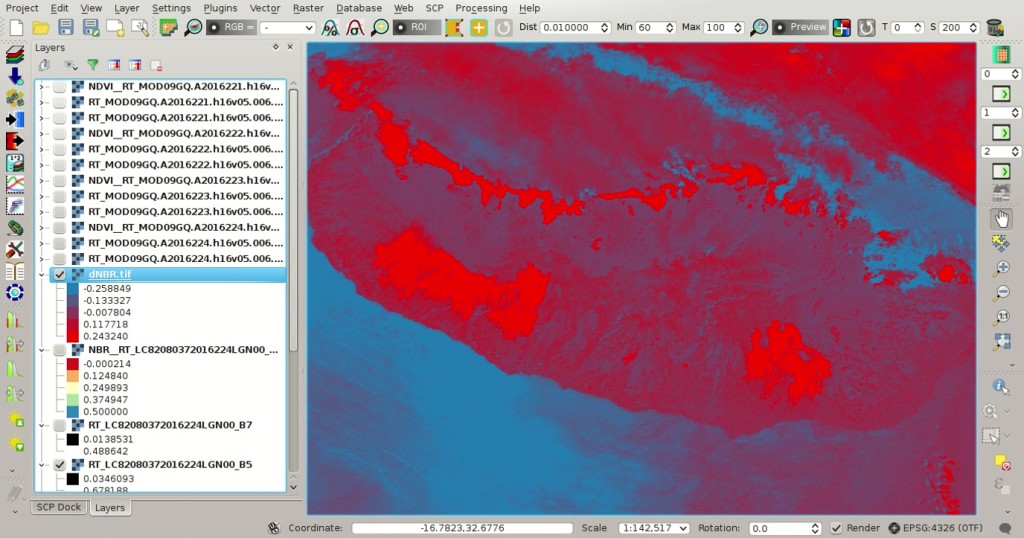 Project Edit View Layer Settings Plugins Vector Raster Database Web SCP Processing Help
RGB = - ROI Dist 0.010000 Min 60 Max 100 Preview T 0 S 200
Layers
NDVI__RT_MOD09GQ.A2016221.h16v...
RT_MOD09GQ.A2016221.h16v05.006....
RT_MOD09GQ.A2016221.h16v05.006....
NDVI__RT_MOD09GQ.A2016222.h16v...
RT_MOD09GQ.A2016222.h16v05.006....
RT_MOD09GQ.A2016222.h16v05.006....
NDVI__RT_MOD09GQ.A2016223.h16v...
RT_MOD09GQ.A2016223.h16v05.006....
RT_MOD09GQ.A2016223.h16v05.006....
NDVI__RT_MOD09GQ.A2016224.h16v...
RT_MOD09GQ.A2016224.h16v05.006....
RT_MOD09GQ.A2016224.h16v05.006....
dNBR.tif
-0.258849
-0.133327
-0.007804
0.117718
0.243240
NBR__RT_LC82080372016224LGN00_...
-0.000214
0.124840
0.249893
0.374947
0.500000
RT_LC82080372016224LGN00_B7
0.0138531
0.488642
RT_LC82080372016224LGN00_B5
0.0346093
0.678188
SCP Dock Layers
0
1
2
Coordinate: -16.7823,32.6776 Scale 1:142,517 Rotation: 0.0 Render EPSG:4326 (OTF)